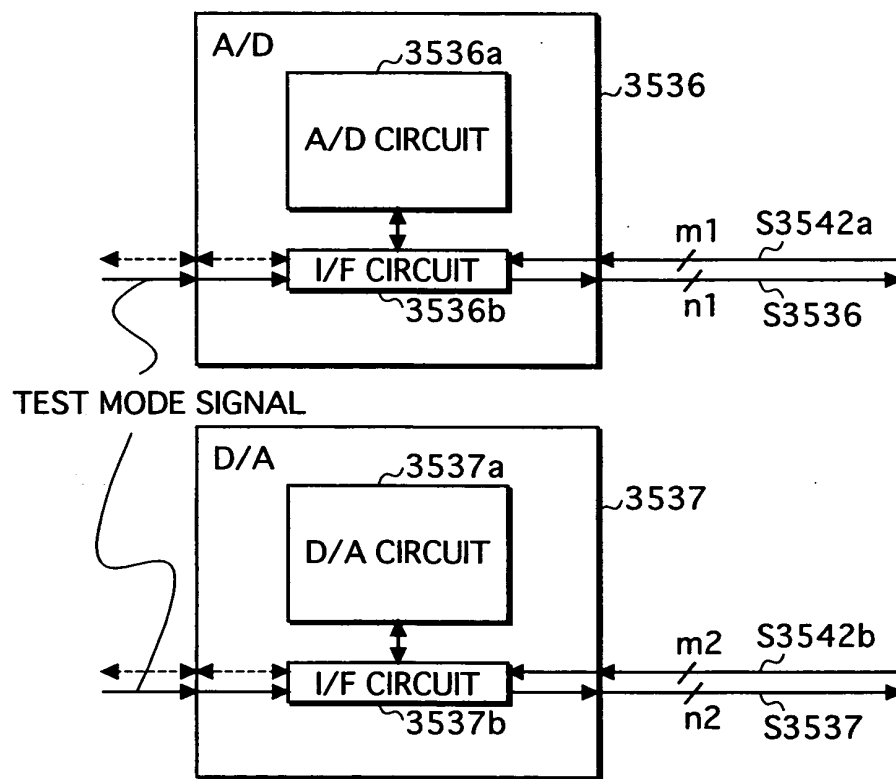 A/D
3536a
3536
A/D CIRCUIT
m1
S3542a
I/F CIRCUIT
3536b
n1
S3536
TEST MODE SIGNAL
D/A
3537a
3537
D/A CIRCUIT
m2
S3542b
I/F CIRCUIT
3537b
n2
S3537